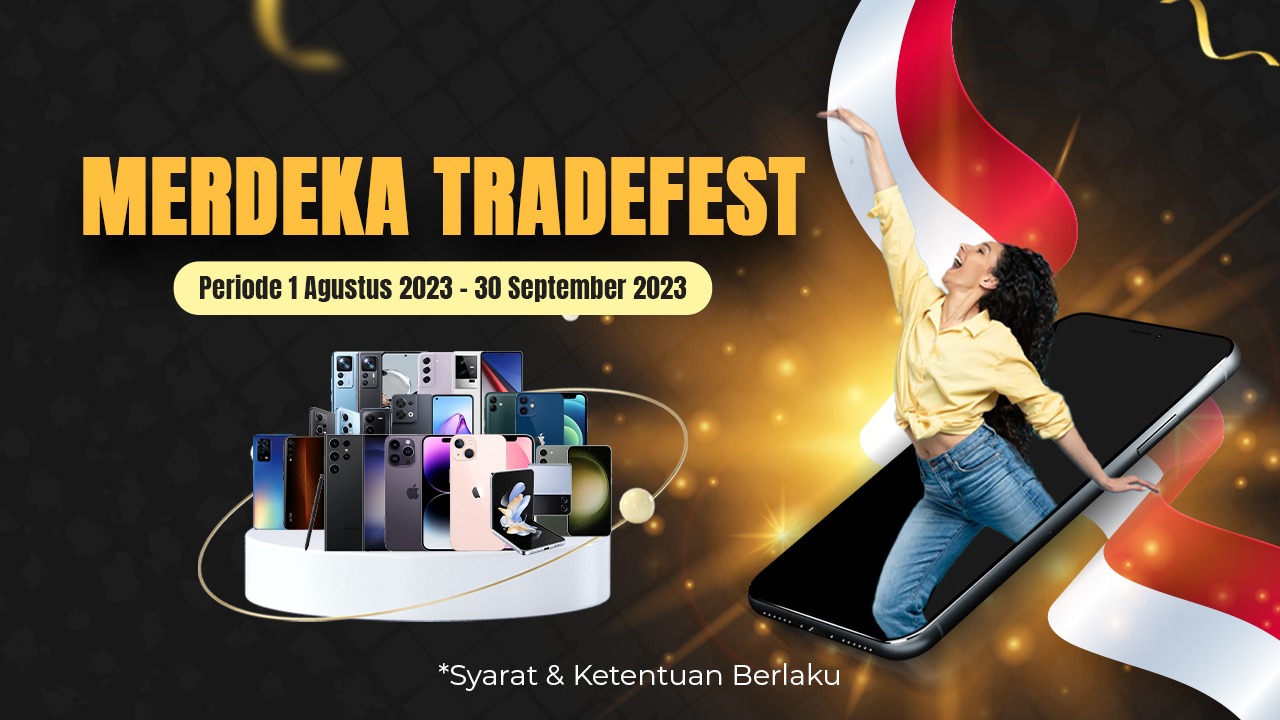 MERDEKA TRADEFEST
Periode 1 Agustus 2023 - 30 September 2023
*Syarat & Ketentuan Berlaku